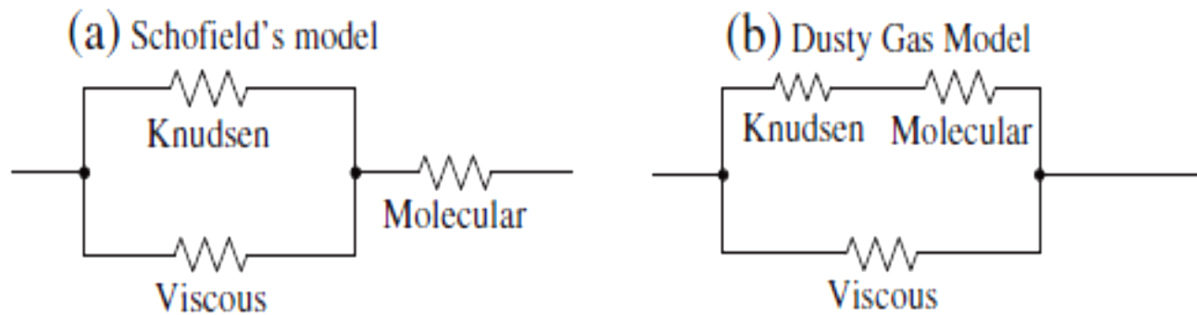 (a) Schofield's model
Knudsen
Molecular
Viscous
(b) Dusty Gas Model
Knudsen Molecular
Viscous